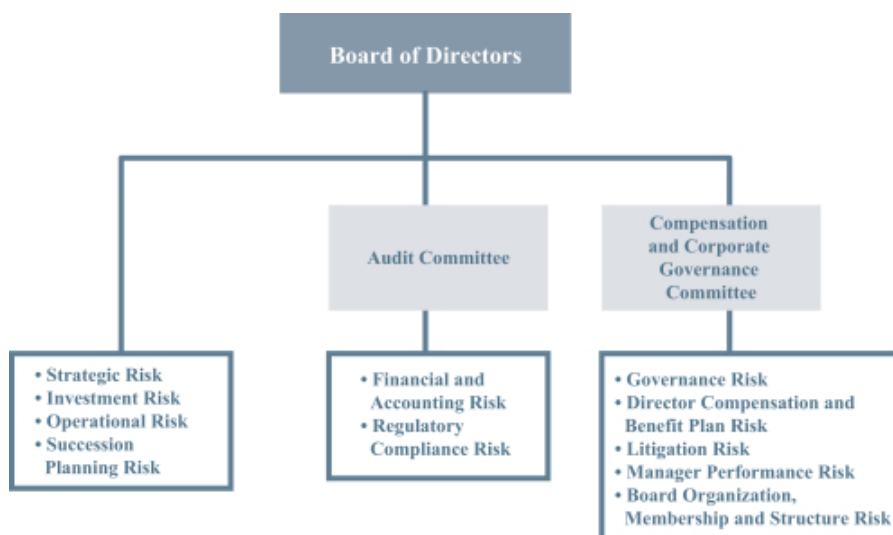 Board of Directors
Audit Committee
Compensation
and Corporate
Governance
Committee
• Strategic Risk
• Investment Risk
• Operational Risk
• Succession
Planning Risk
• Financial and
Accounting Risk
• Regulatory
Compliance Risk
• Governance Risk
• Director Compensation and
Benefit Plan Risk
• Litigation Risk
• Manager Performance Risk
• Board Organization,
Membership and Structure Risk